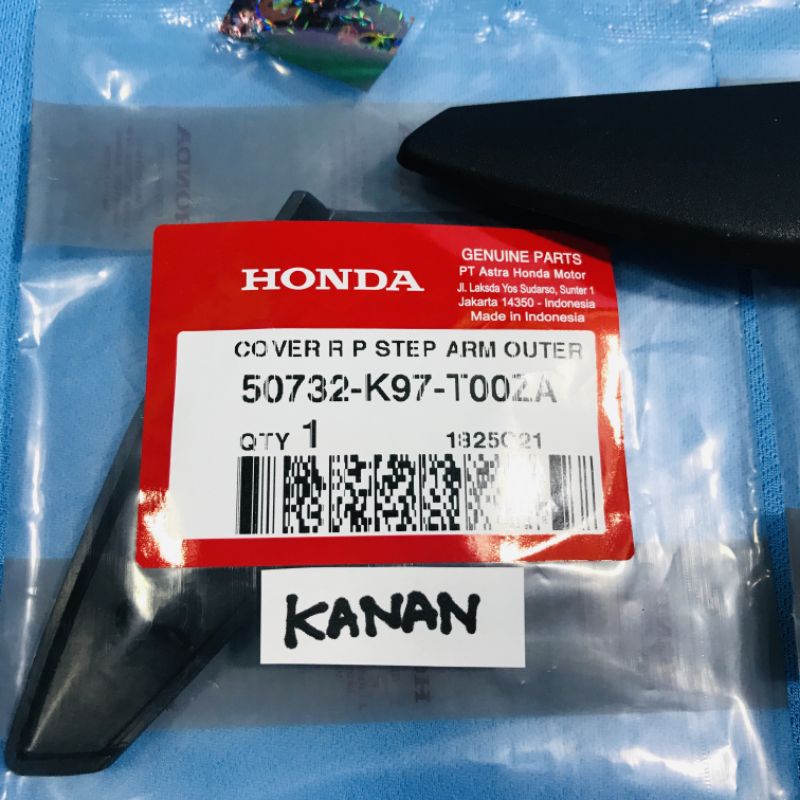 HONDA
HONDA
GENUINE PARTS
PT Astra Honda Motor
Jl. Laksda Yos Sudarso, Sunter 1
Jakarta 14350 - Indonesia
Made in Indonesia
COVER R P STEP ARM OUTER
50732-K97-T00ZA
QTY 1
KANAN